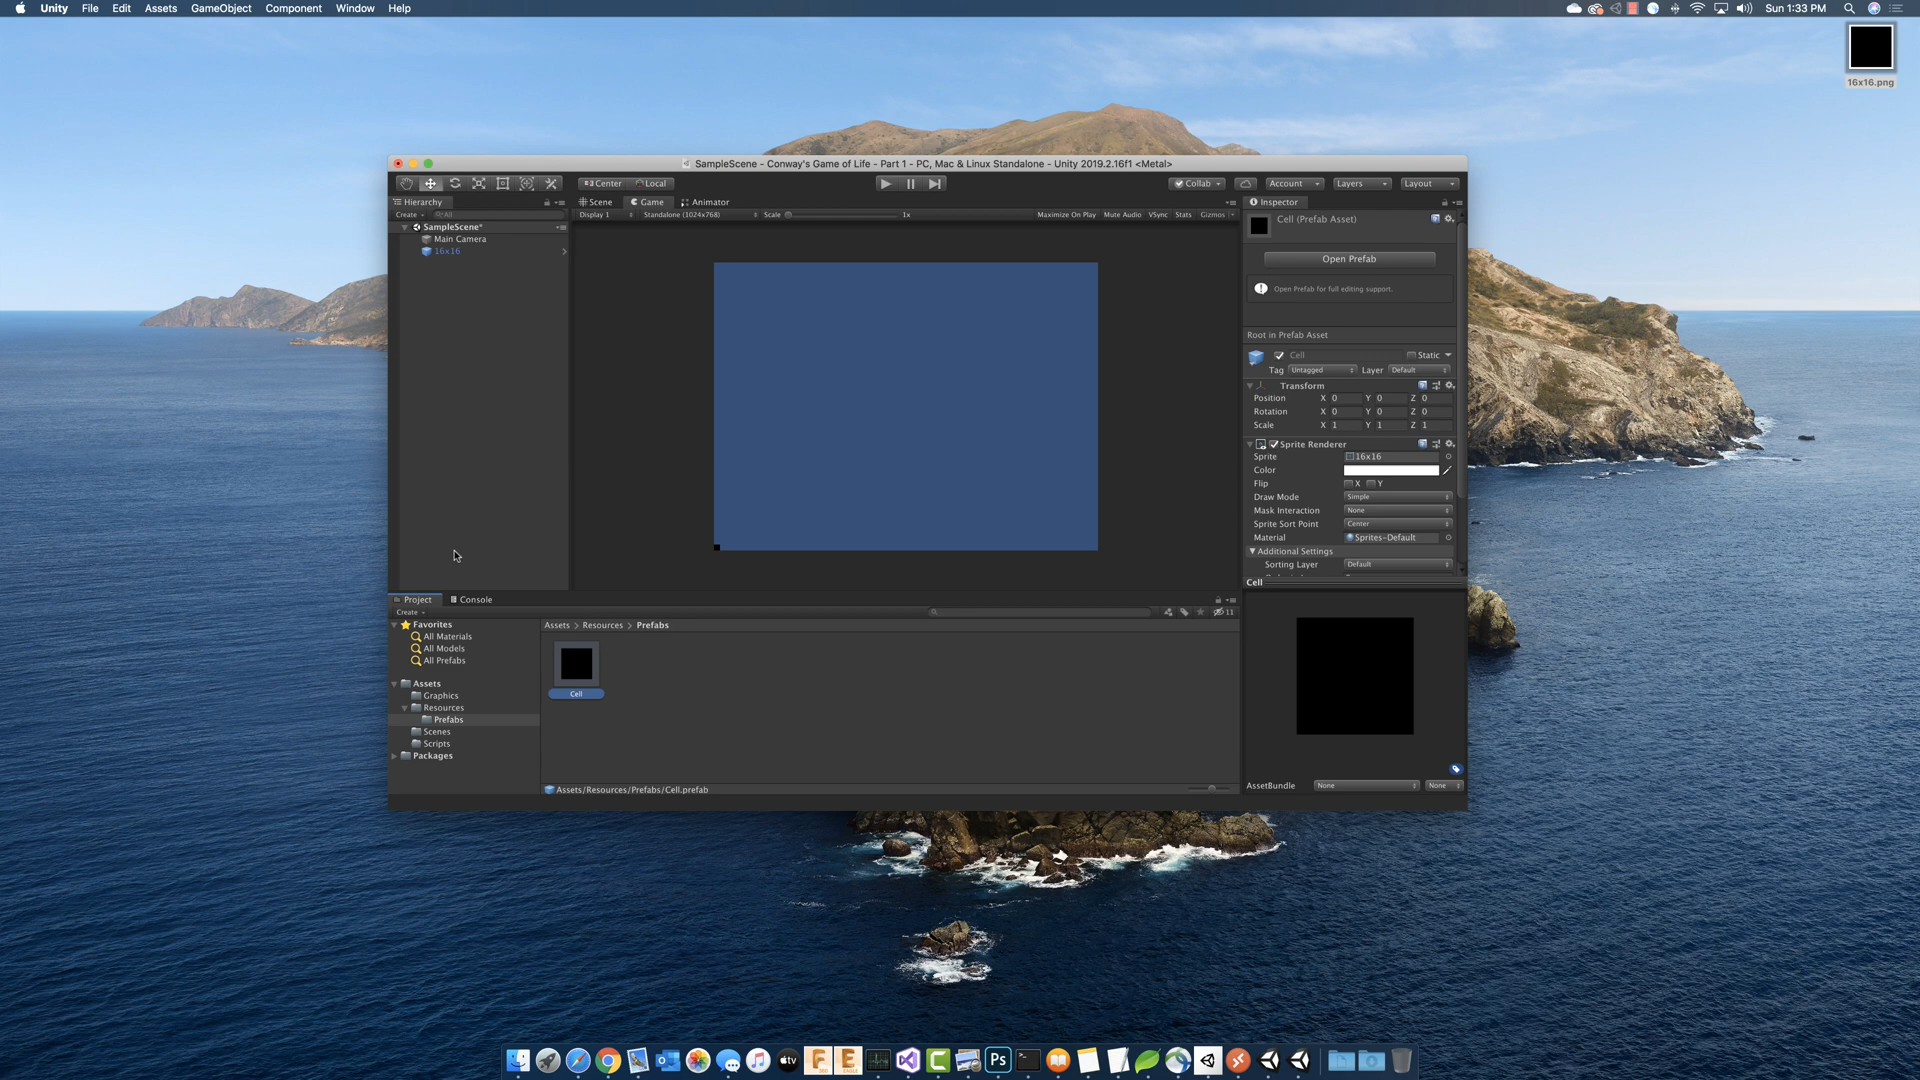 Unity File Edit Assets GameObject Component Window Help
Sun 1:33 PM
16x16.png
SampleScene - Conway's Game of Life - Part 1 - PC, Mac & Linux Standalone - Unity 2019.2.16f1 <Metal>
Center Local
Collab Account Layers Layout
Hierarchy
Create All
SampleScene*
Main Camera
16x16
Scene Game Animator
Display 1 Standalone (1024x768) Scale 1x Maximize On Play Mute Audio VSync Stats Gizmos
Inspector
Cell (Prefab Asset)
Open Prefab
Open Prefab for full editing support.
Root in Prefab Asset
Cell Static
Tag Untagged Layer Default
Transform
Position X 0 Y 0 Z 0
Rotation X 0 Y 0 Z 0
Scale X 1 Y 1 Z 1
Sprite Renderer
Sprite 16x16
Color
Flip X Y
Draw Mode Simple
Mask Interaction None
Sprite Sort Point Center
Material Sprites-Default
Additional Settings
Sorting Layer Default
Cell
AssetBundle None None
Project Console
Create
11
Favorites
All Materials
All Models
All Prefabs
Assets
Graphics
Resources
Prefabs
Scenes
Scripts
Packages
Assets > Resources > Prefabs
Cell
Assets/Resources/Prefabs/Cell.prefab
tv
F
360
E
EAGLE
C
Ps